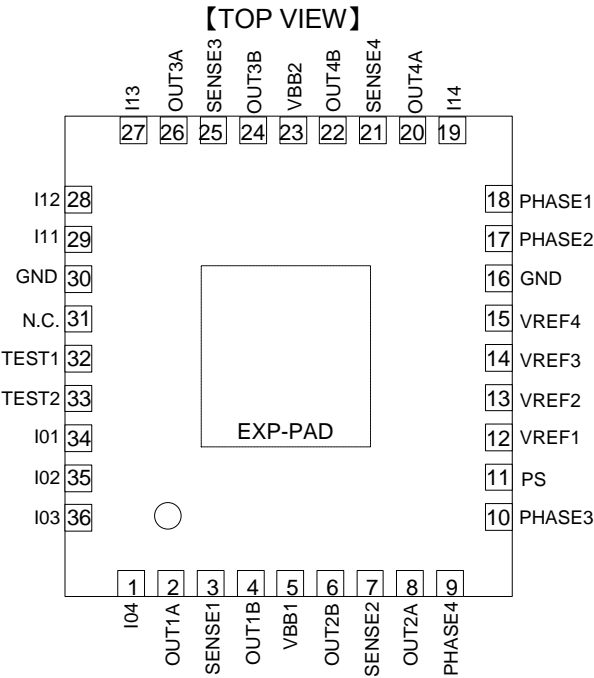 【TOP VIEW】
I13
OUT3A
SENSE3
OUT3B
VBB2
OUT4B
SENSE4
OUT4A
I14
27 26 25 24 23 22 21 20 19
I12 28
I11 29
GND 30
N.C. 31
TEST1 32
TEST2 33
I01 34
I02 35
I03 36
18 PHASE1
17 PHASE2
16 GND
15 VREF4
14 VREF3
13 VREF2
12 VREF1
11 PS
10 PHASE3
EXP-PAD
1 2 3 4 5 6 7 8 9
I04
OUT1A
SENSE1
OUT1B
VBB1
OUT2B
SENSE2
OUT2A
PHASE4